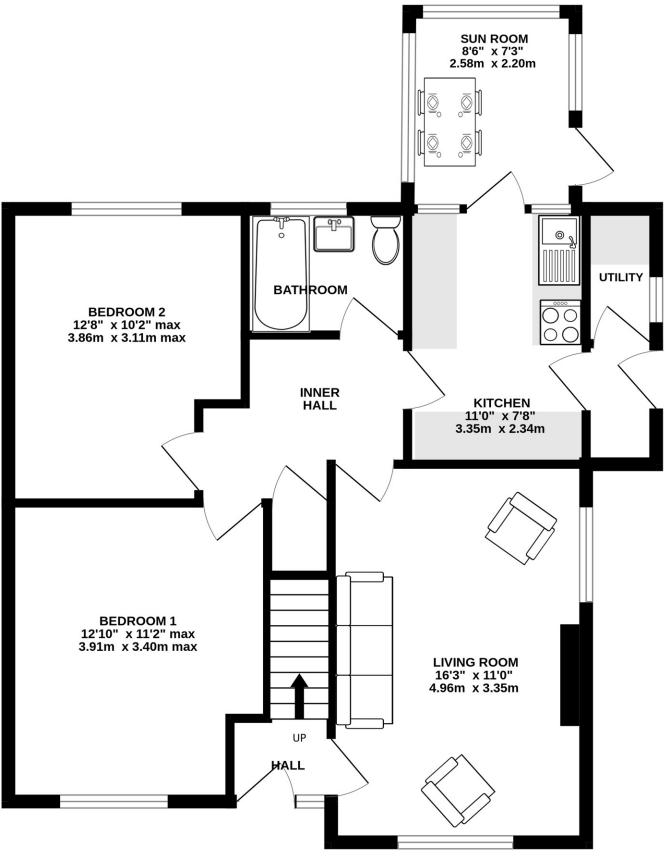 SUN ROOM
8'6" x 7'3"
2.58m x 2.20m
UTILITY
BATHROOM
BEDROOM 2
12'8" x 10'2" max
3.86m x 3.11m max
INNER
HALL
KITCHEN
11'0" x 7'8"
3.35m x 2.34m
BEDROOM 1
12'10" x 11'2" max
3.91m x 3.40m max
LIVING ROOM
16'3" x 11'0"
4.96m x 3.35m
UP
HALL